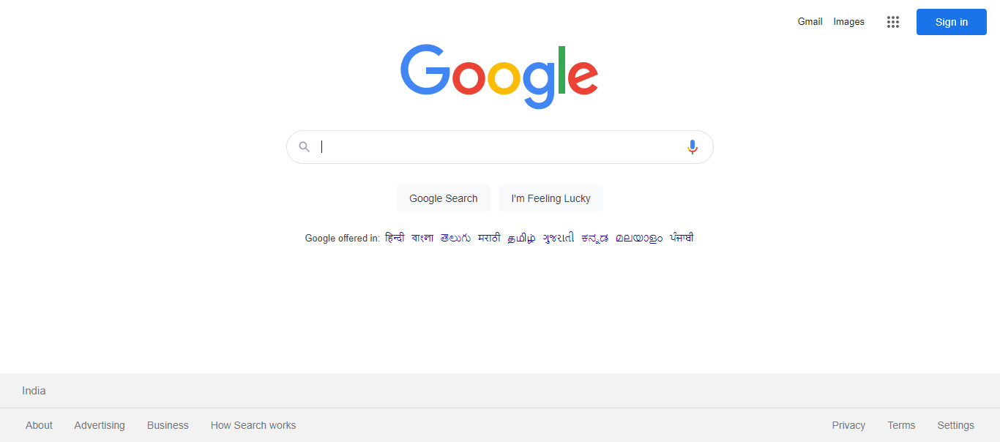 Gmail Images Sign in
Google
Google Search I'm Feeling Lucky
Google offered in: हिन्दी বাংলা తెలుగు मराठी தமிழ் ગુજરાતી ಕನ್ನಡ മലയാളം ਪੰਜਾਬੀ
India
About Advertising Business How Search works Privacy Terms Settings